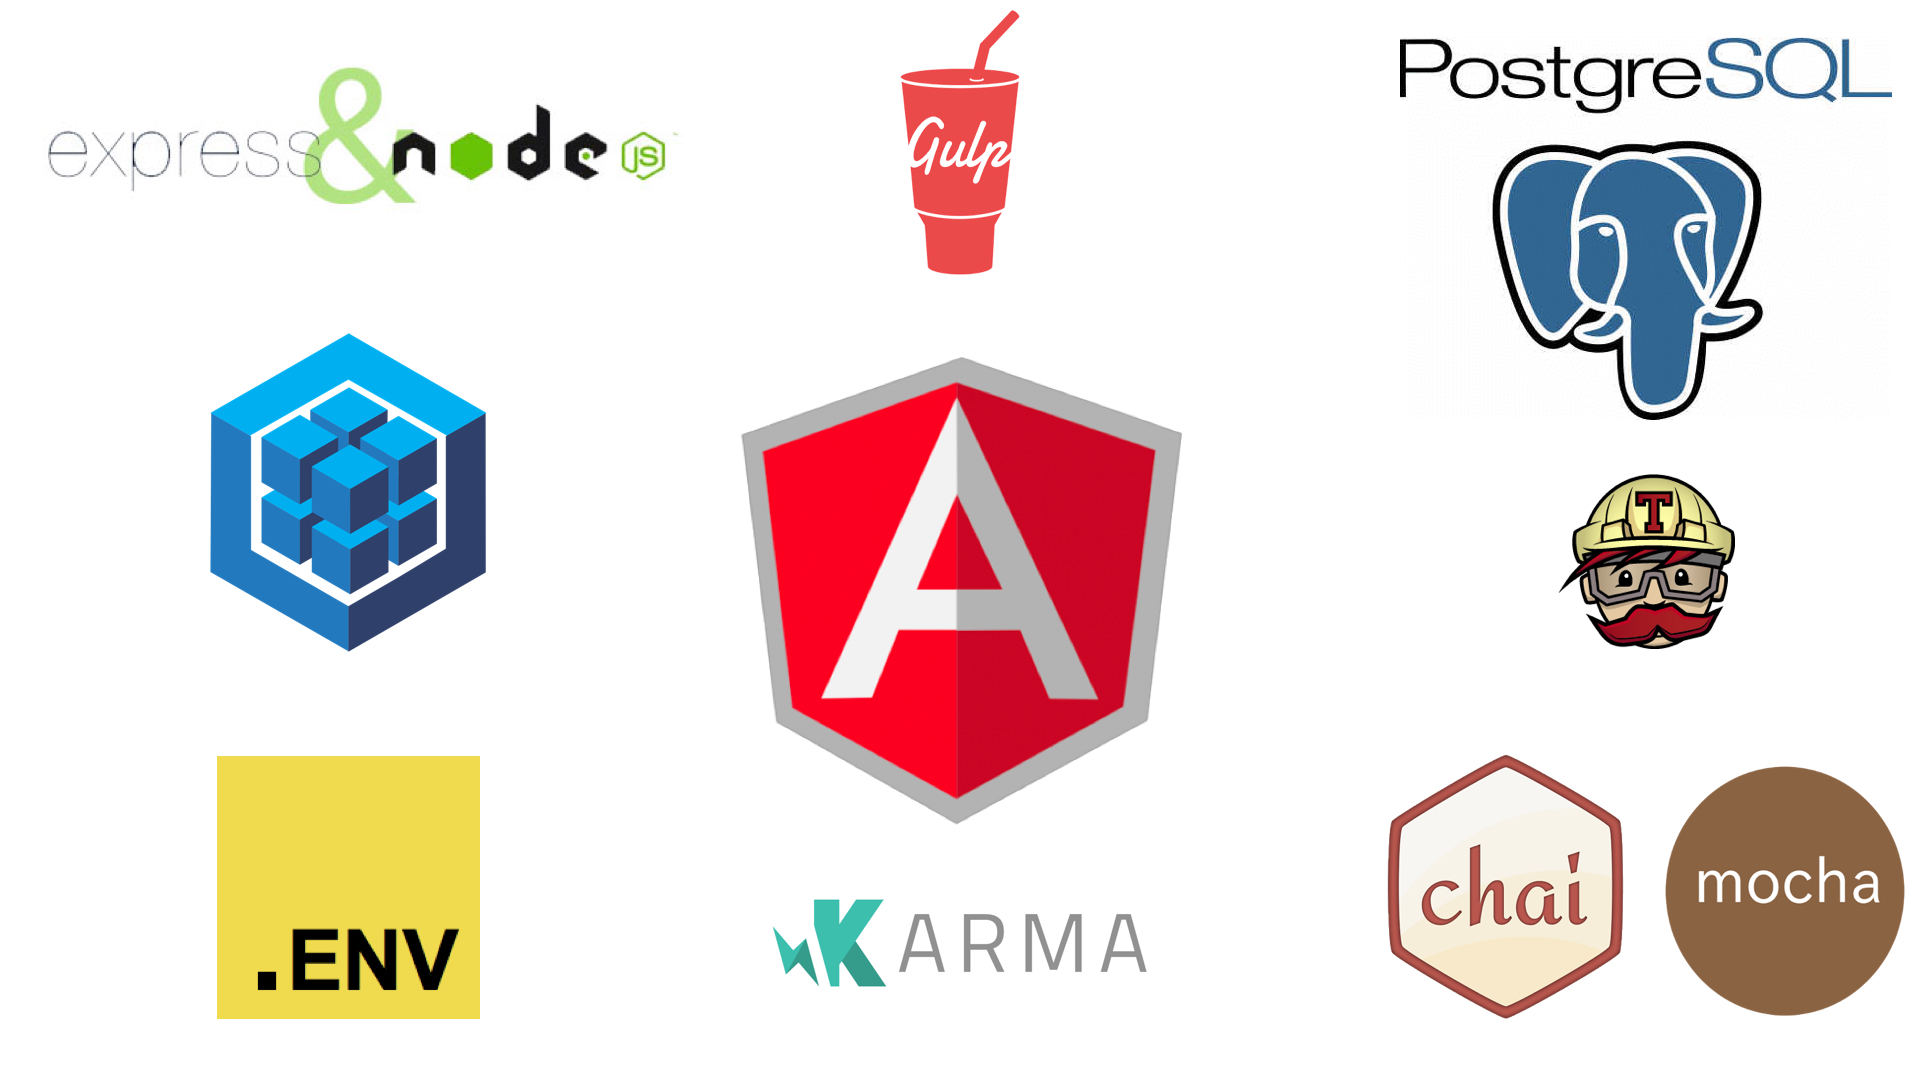 express & node JS
Gulp
PostgreSQL
A
T
.ENV
KARMA
chai
mocha